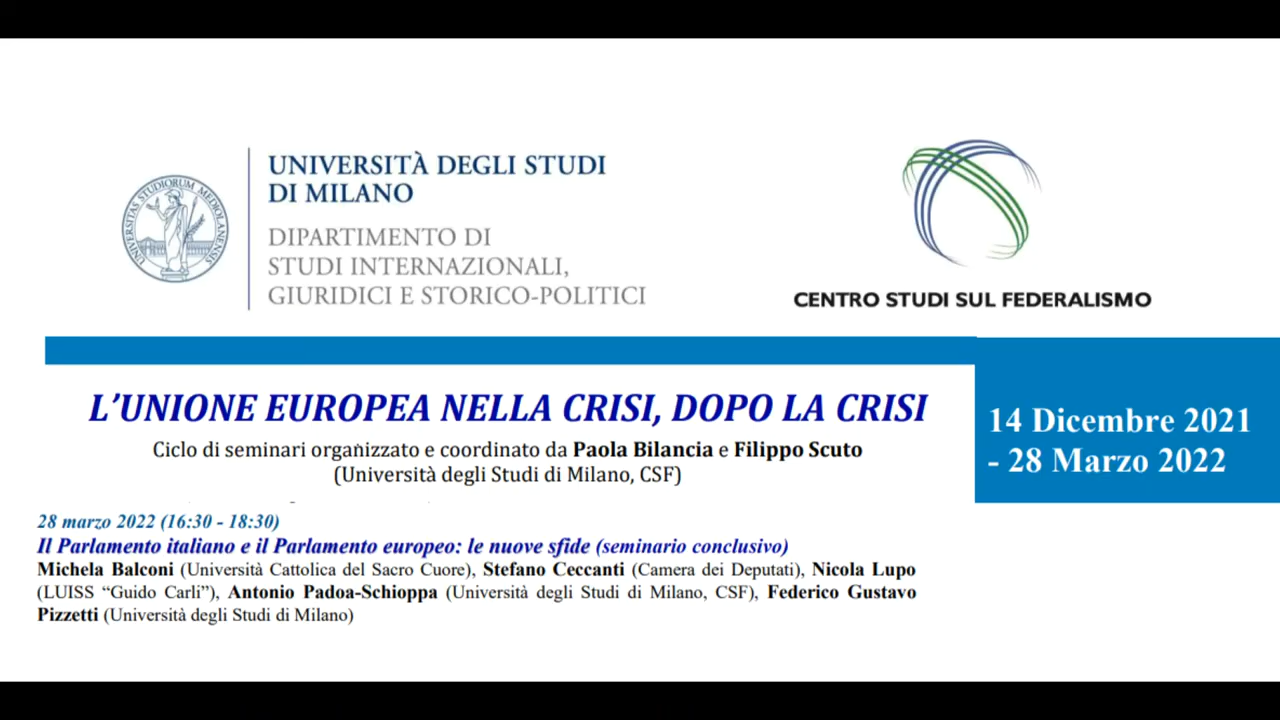 UNIVERSITÀ DEGLI STUDI
DI MILANO
DIPARTIMENTO DI
STUDI INTERNAZIONALI,
GIURIDICI E STORICO-POLITICI
UNIVERSITAS STUDIORUM MEDIOLANENSIS
CENTRO STUDI SUL FEDERALISMO
L'UNIONE EUROPEA NELLA CRISI, DOPO LA CRISI
Ciclo di seminari organizzato e coordinato da Paola Bilancia e Filippo Scuto
(Università degli Studi di Milano, CSF)
14 Dicembre 2021
- 28 Marzo 2022
28 marzo 2022 (16:30 - 18:30)
Il Parlamento italiano e il Parlamento europeo: le nuove sfide (seminario conclusivo)
Michela Balconi (Università Cattolica del Sacro Cuore), Stefano Ceccanti (Camera dei Deputati), Nicola Lupo
(LUISS “Guido Carli”), Antonio Padoa-Schioppa (Università degli Studi di Milano, CSF), Federico Gustavo
Pizzetti (Università degli Studi di Milano)